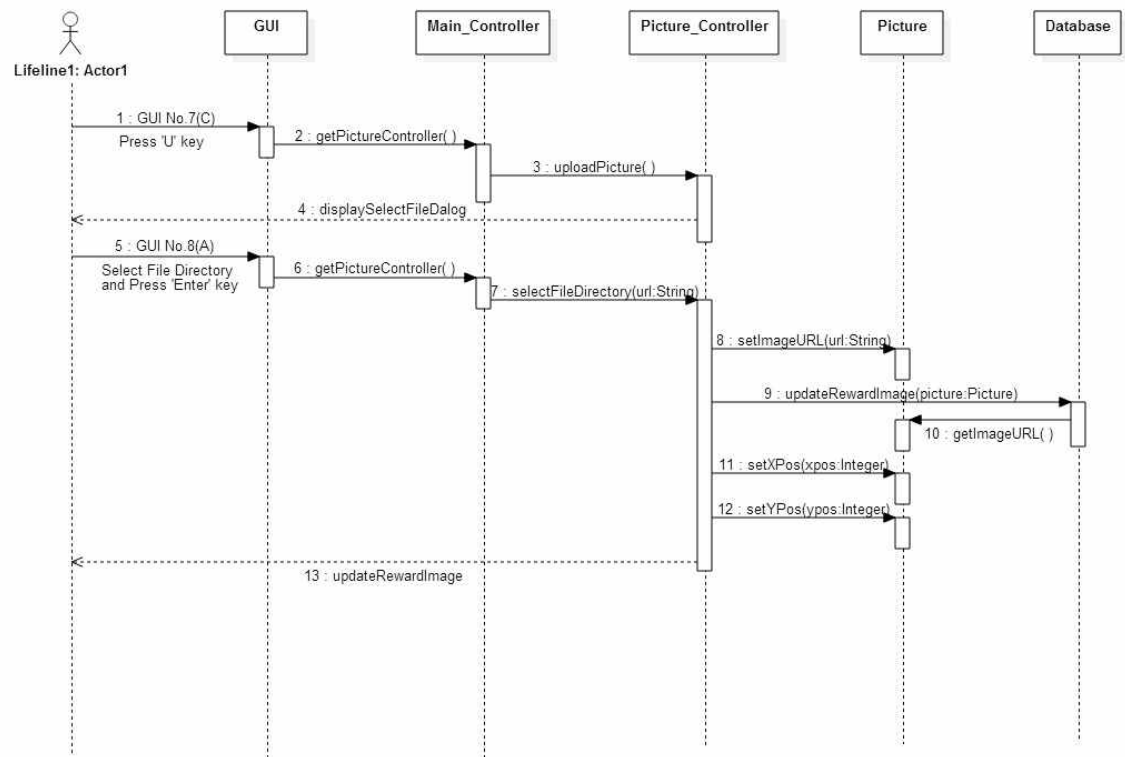 GUI
Main_Controller
Picture_Controller
Picture
Database
Lifeline1: Actor1
1 : GUI No.7(C)
Press 'U' key
2 : getPictureController( )
3 : uploadPicture( )
4 : displaySelectFileDalog
5 : GUI No.8(A)
Select File Directory
and Press 'Enter' key
6 : getPictureController( )
7 : selectFileDirectory(url:String)
8 : setImageURL(url:String)
9 : updateRewardImage(picture:Picture)
10 : getImageURL( )
11 : setXPos(xpos:Integer)
12 : setYPos(ypos:Integer)
13 : updateRewardImage